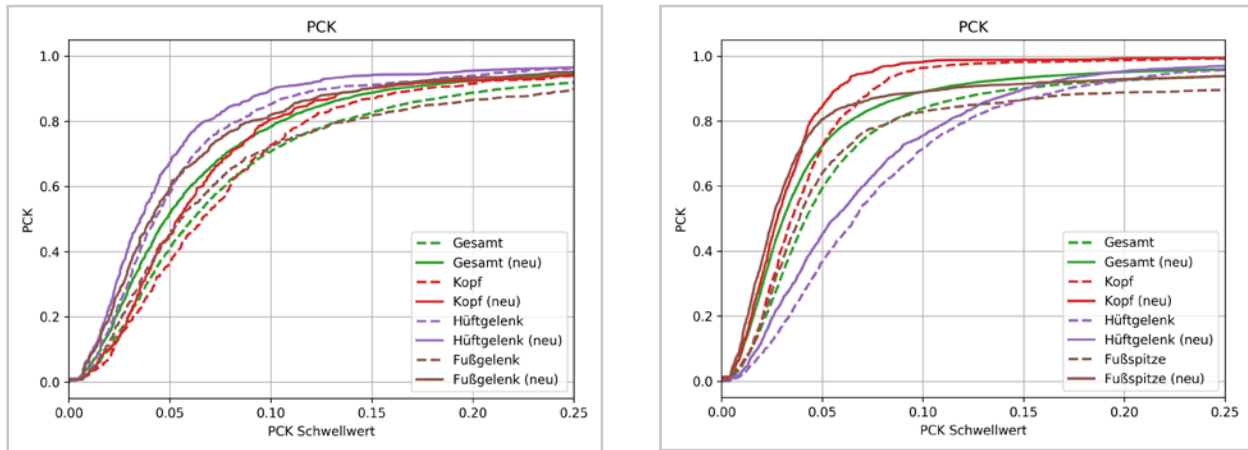 PCK
1.0
0.8
0.6
0.4
0.2
0.0
PCK
Gesamt
Gesamt (neu)
Kopf
Kopf (neu)
Hüftgelenk
Hüftgelenk (neu)
Fußgelenk
Fußgelenk (neu)
0.00 0.05 0.10 0.15 0.20 0.25
PCK Schwellwert
PCK
1.0
0.8
0.6
0.4
0.2
0.0
PCK
Gesamt
Gesamt (neu)
Kopf
Kopf (neu)
Hüftgelenk
Hüftgelenk (neu)
Fußspitze
Fußspitze (neu)
0.00 0.05 0.10 0.15 0.20 0.25
PCK Schwellwert